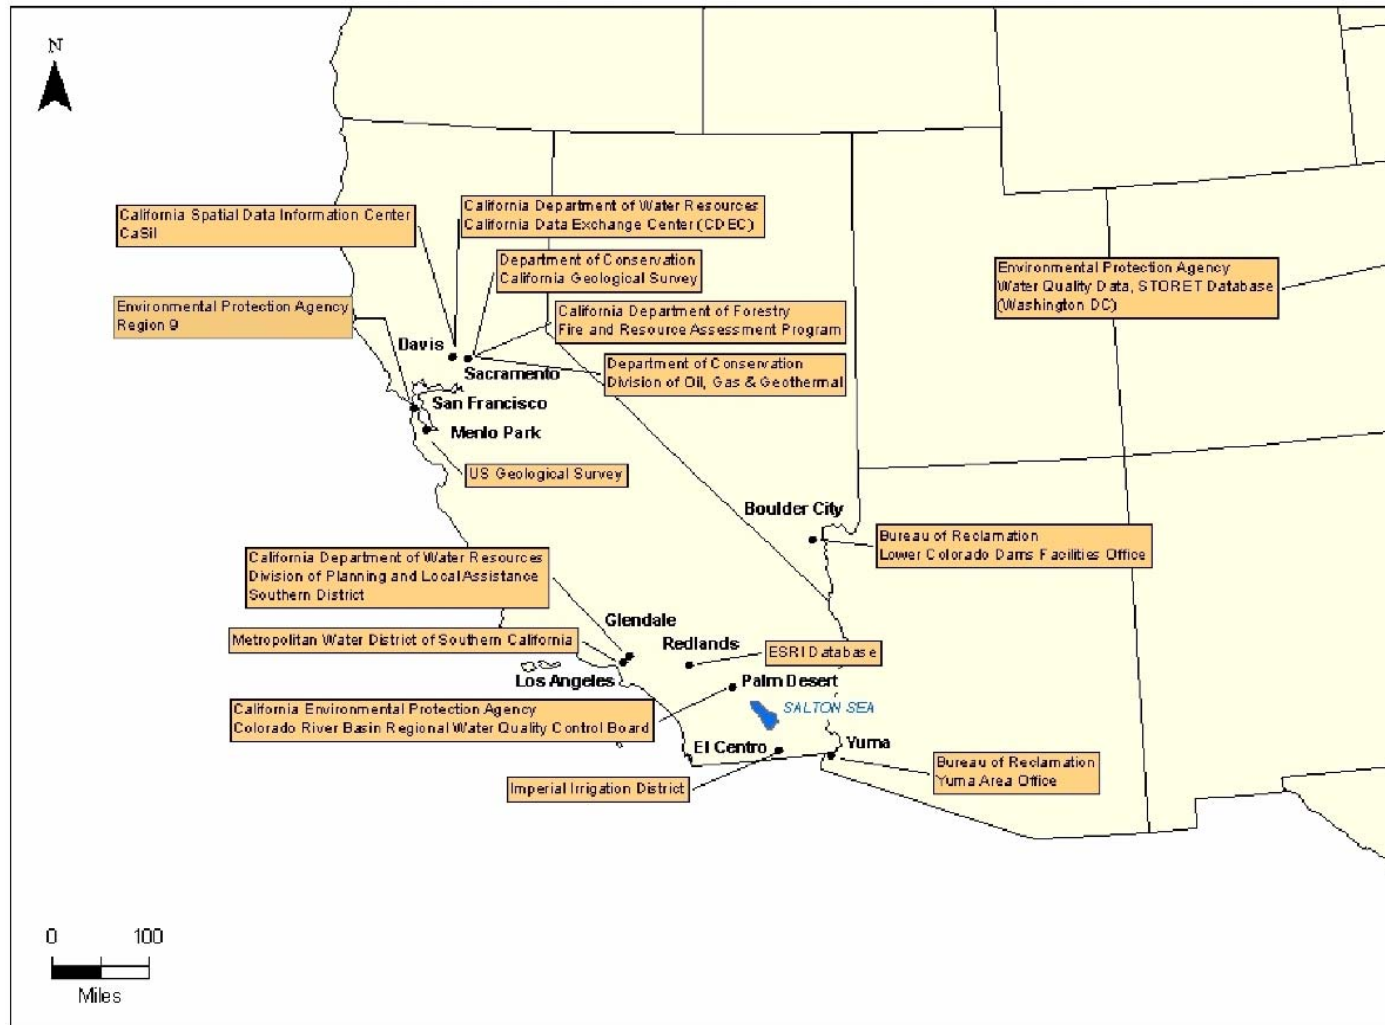 N
California Spatial Data Information Center
CaSil
California Department of Water Resources
California Data Exchange Center (CDEC)
Department of Conservation
California Geological Survey
Environmental Protection Agency
Water Quality Data, STORET Database
(Washington DC)
Environmental Protection Agency
Region 9
California Department of Forestry
Fire and Resource Assessment Program
Davis
Sacramento
Department of Conservation
Division of Oil, Gas & Geothermal
San Francisco
Menlo Park
US Geological Survey
Boulder City
Bureau of Reclamation
Lower Colorado Dams Facilities Office
California Department of Water Resources
Division of Planning and Local Assistance
Southern District
Glendale
Metropolitan Water District of Southern California
Redlands
ESRI Database
Los Angeles
Palm Desert
California Environmental Protection Agency
Colorado River Basin Regional Water Quality Control Board
SALTON SEA
El Centro
Yuma
Bureau of Reclamation
Yuma Area Office
Imperial Irrigation District
0 100
Miles